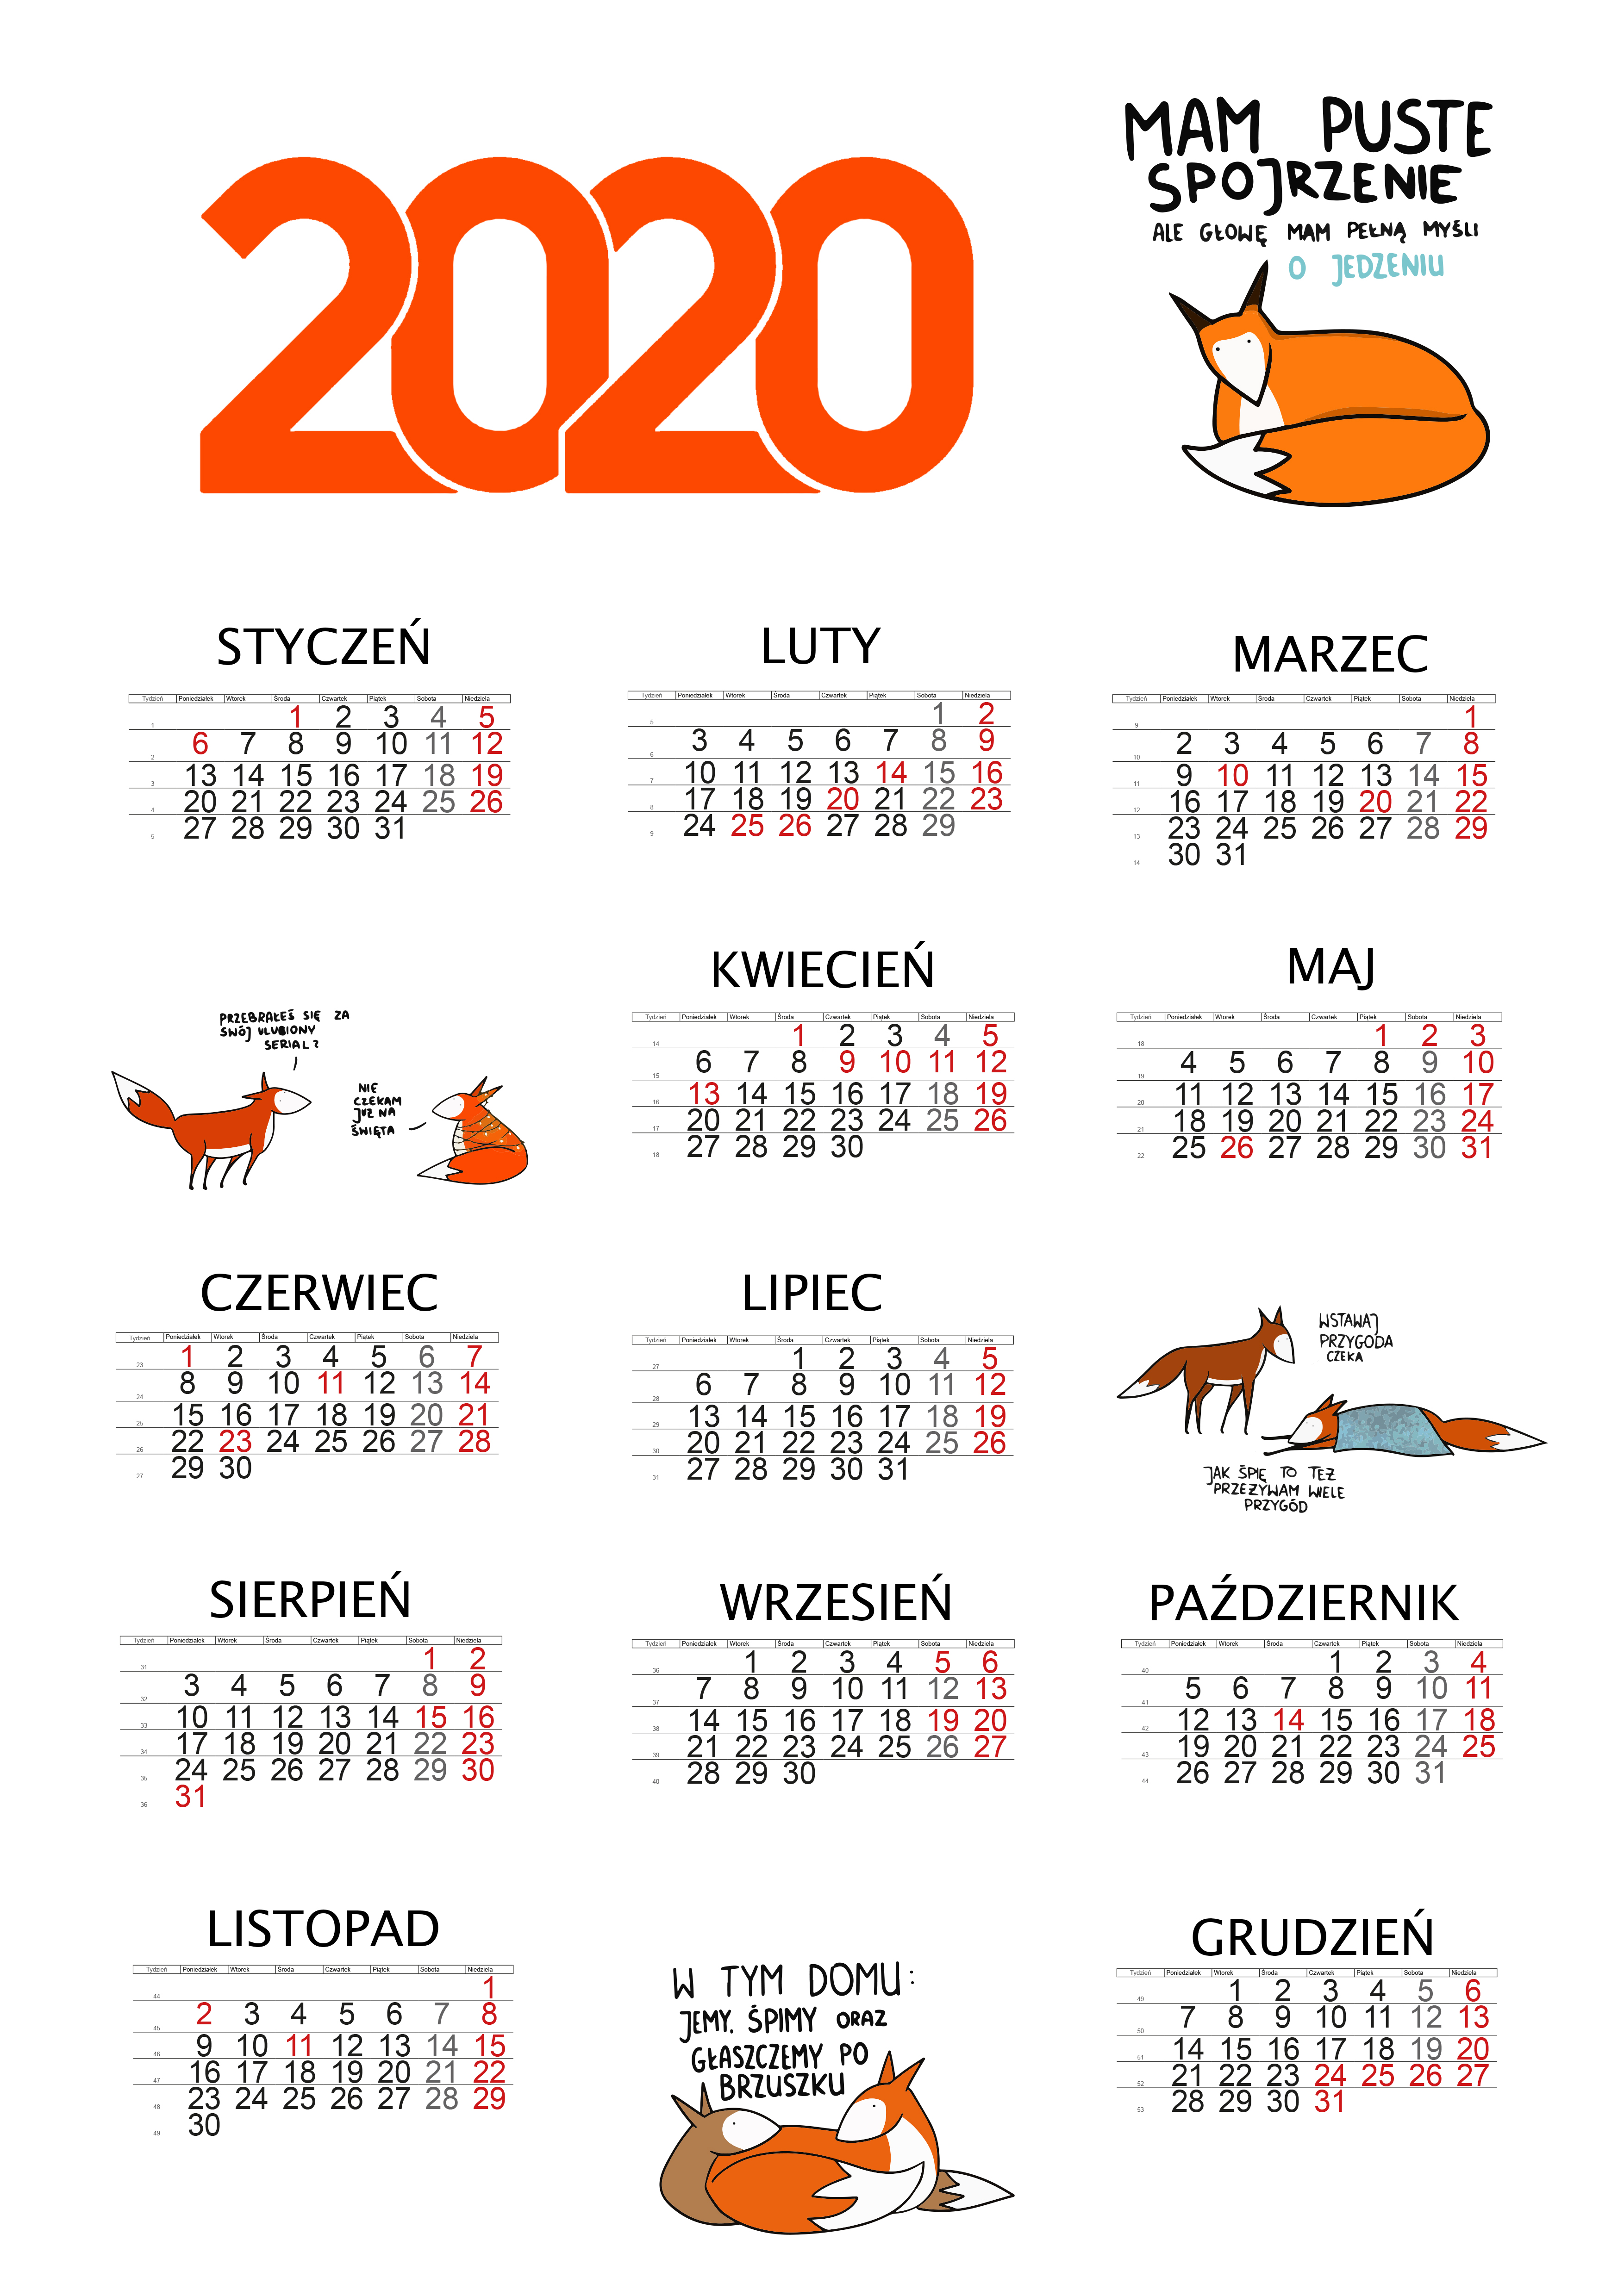 2020
MAM PUSTE
SPOJRZENIE
ALE GŁOWĘ MAM PEŁNĄ MYŚLI
O JEDZENIU
STYCZEŃ
Tydzień Poniedziałek Wtorek Środa Czwartek Piątek Sobota Niedziela
1 1 2 3 4 5
2 6 7 8 9 10 11 12
3 13 14 15 16 17 18 19
4 20 21 22 23 24 25 26
5 27 28 29 30 31
LUTY
Tydzień Poniedziałek Wtorek Środa Czwartek Piątek Sobota Niedziela
5 1 2
6 3 4 5 6 7 8 9
7 10 11 12 13 14 15 16
8 17 18 19 20 21 22 23
9 24 25 26 27 28 29
MARZEC
Tydzień Poniedziałek Wtorek Środa Czwartek Piątek Sobota Niedziela
9 1
10 2 3 4 5 6 7 8
11 9 10 11 12 13 14 15
12 16 17 18 19 20 21 22
13 23 24 25 26 27 28 29
14 30 31
PRZEBRAŁEŚ SIĘ ZA
SWÓJ ULUBIONY
SERIAL?
NIE
CZEKAM
JUŻ NA
ŚWIĘTA
KWIECIEŃ
Tydzień Poniedziałek Wtorek Środa Czwartek Piątek Sobota Niedziela
14 1 2 3 4 5
15 6 7 8 9 10 11 12
16 13 14 15 16 17 18 19
17 20 21 22 23 24 25 26
18 27 28 29 30
MAJ
Tydzień Poniedziałek Wtorek Środa Czwartek Piątek Sobota Niedziela
18 1 2 3
19 4 5 6 7 8 9 10
20 11 12 13 14 15 16 17
21 18 19 20 21 22 23 24
22 25 26 27 28 29 30 31
CZERWIEC
Tydzień Poniedziałek Wtorek Środa Czwartek Piątek Sobota Niedziela
23 1 2 3 4 5 6 7
24 8 9 10 11 12 13 14
25 15 16 17 18 19 20 21
26 22 23 24 25 26 27 28
27 29 30
LIPIEC
Tydzień Poniedziałek Wtorek Środa Czwartek Piątek Sobota Niedziela
27 1 2 3 4 5
28 6 7 8 9 10 11 12
29 13 14 15 16 17 18 19
30 20 21 22 23 24 25 26
31 27 28 29 30 31
WSTAWAJ
PRZYGODA
CZEKA
JAK ŚPIĘ TO TEŻ
PRZEŻYWAM WIELE
PRZYGÓD
SIERPIEŃ
Tydzień Poniedziałek Wtorek Środa Czwartek Piątek Sobota Niedziela
31 1 2
32 3 4 5 6 7 8 9
33 10 11 12 13 14 15 16
34 17 18 19 20 21 22 23
35 24 25 26 27 28 29 30
36 31
WRZESIEŃ
Tydzień Poniedziałek Wtorek Środa Czwartek Piątek Sobota Niedziela
36 1 2 3 4 5 6
37 7 8 9 10 11 12 13
38 14 15 16 17 18 19 20
39 21 22 23 24 25 26 27
40 28 29 30
PAŹDZIERNIK
Tydzień Poniedziałek Wtorek Środa Czwartek Piątek Sobota Niedziela
40 1 2 3 4
41 5 6 7 8 9 10 11
42 12 13 14 15 16 17 18
43 19 20 21 22 23 24 25
44 26 27 28 29 30 31
LISTOPAD
Tydzień Poniedziałek Wtorek Środa Czwartek Piątek Sobota Niedziela
44 1
45 2 3 4 5 6 7 8
46 9 10 11 12 13 14 15
47 16 17 18 19 20 21 22
48 23 24 25 26 27 28 29
49 30
W TYM DOMU:
JEMY, ŚPIMY ORAZ
GŁASZCZEMY PO
BRZUSZKU
GRUDZIEŃ
Tydzień Poniedziałek Wtorek Środa Czwartek Piątek Sobota Niedziela
49 1 2 3 4 5 6
50 7 8 9 10 11 12 13
51 14 15 16 17 18 19 20
52 21 22 23 24 25 26 27
53 28 29 30 31